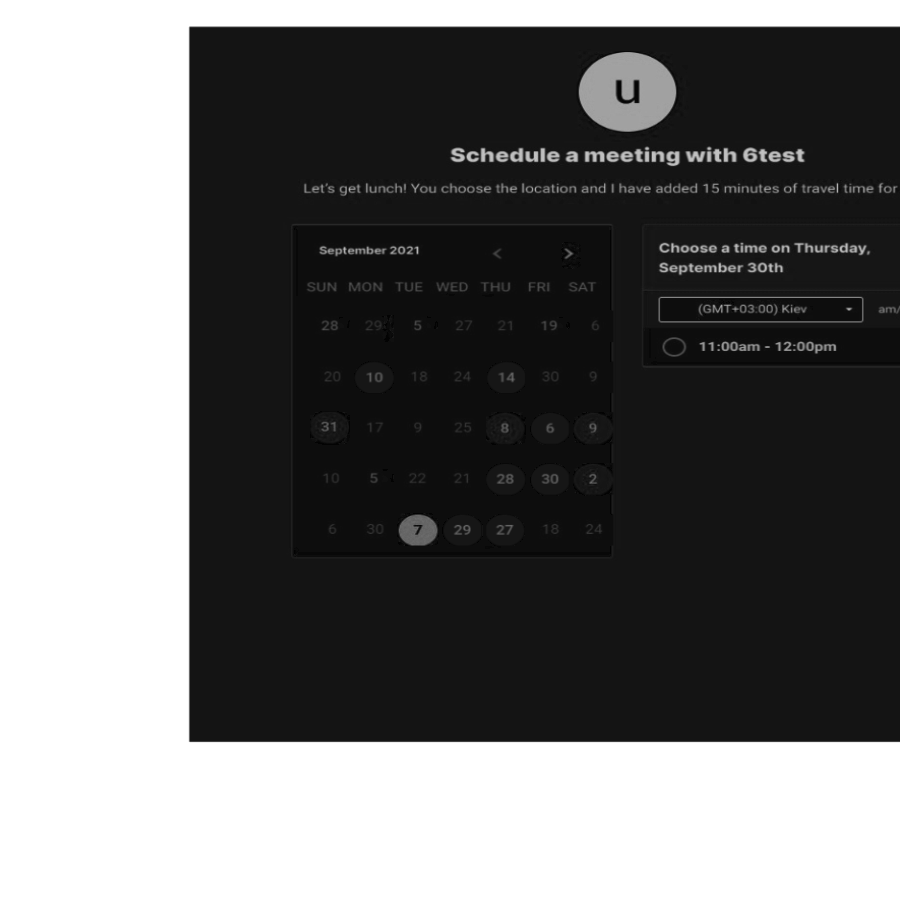 u
Schedule a meeting with 6test
Let's get lunch! You choose the location and I have added 15 minutes of travel time for
September 2021 < >
SUN MON TUE WED THU FRI SAT
28 29 5 27 21 19 6
20 10 18 24 14 30 9
31 17 9 25 8 6 9
10 5 22 21 28 30 2
6 30 7 29 27 18 24
Choose a time on Thursday,
September 30th
(GMT+03:00) Kiev am/
11:00am - 12:00pm